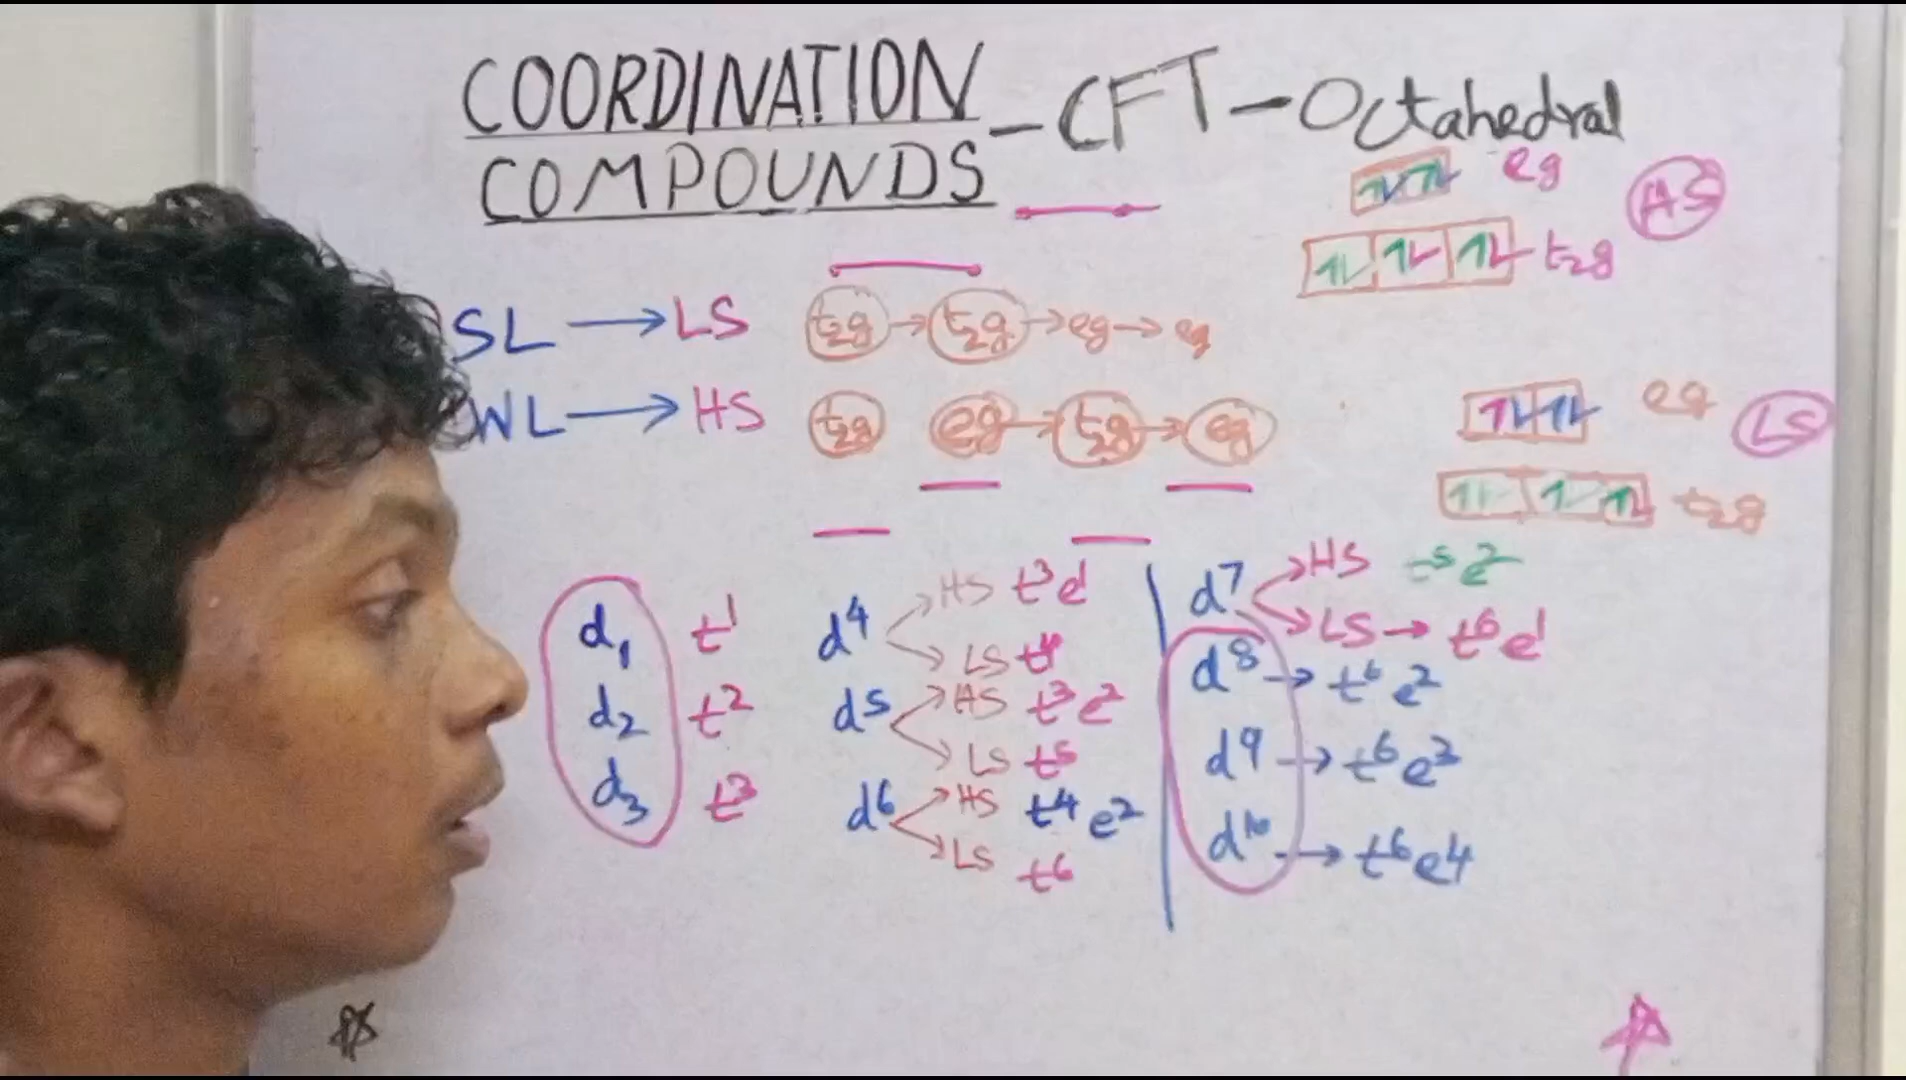 COORDINATION
COMPOUNDS - CFT - Octahedral
eg HS
t2g
SL → LS t2g → t2g → eg → eg
WL → HS t2g eg → t2g → eg
eg LS
t2g
d1 t¹
d2 t²
d3 t³
d⁴ HS t³e¹
LS t⁴
d⁵ HS t³e²
LS t⁵
d⁶ HS t⁴e²
LS t⁶
d⁷ HS t⁵e²
LS → t⁶e¹
d⁸ → t⁶e²
d⁹ → t⁶e³
d¹⁰ → t⁶e⁴